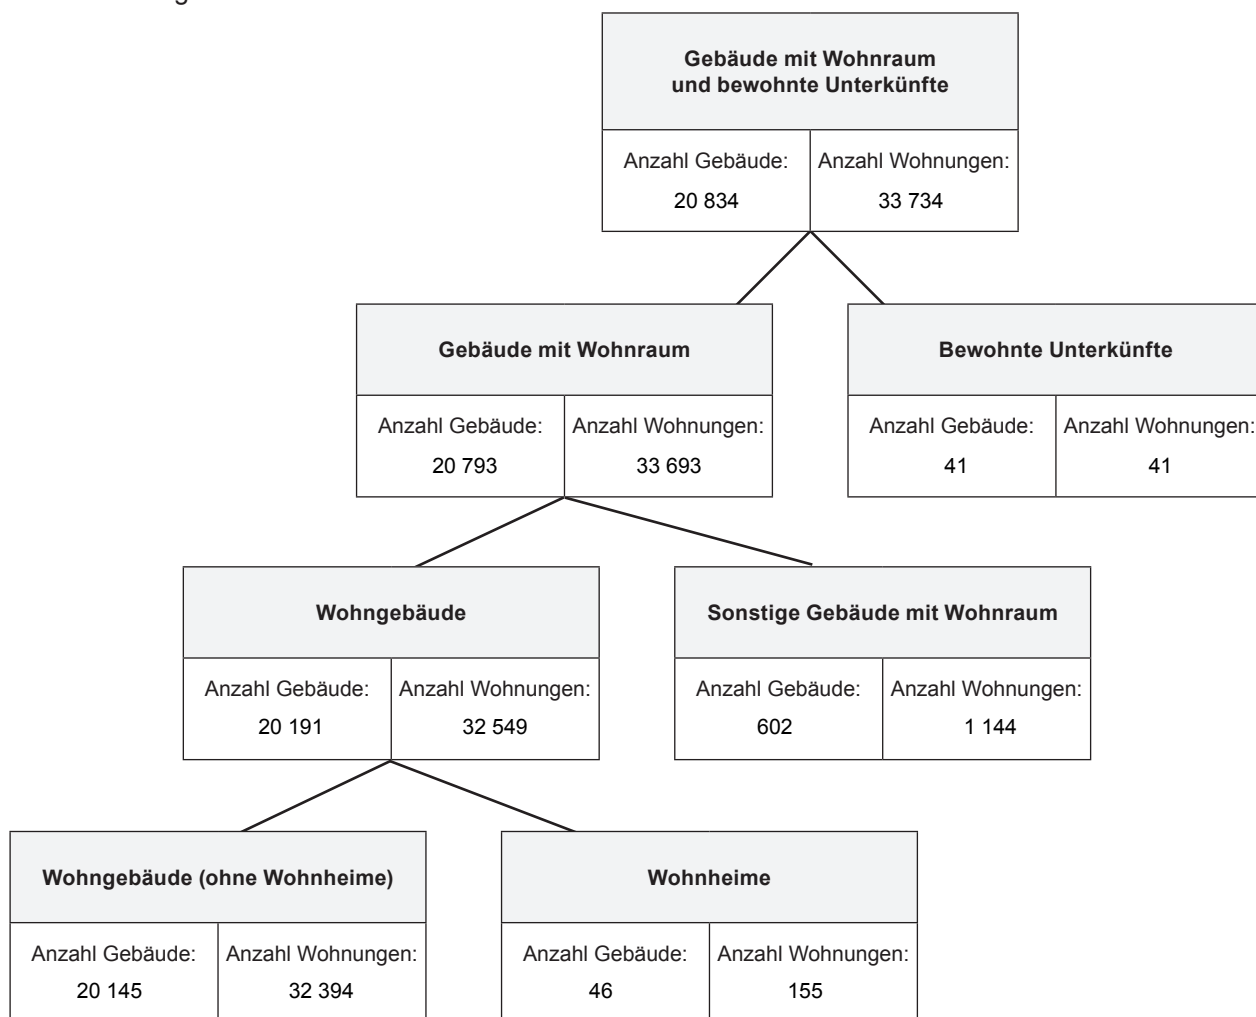 Gebäude mit Wohnraum
und bewohnte Unterkünfte
Anzahl Gebäude: Anzahl Wohnungen:
20 834 33 734
Gebäude mit Wohnraum Bewohnte Unterkünfte
Anzahl Gebäude: Anzahl Wohnungen: Anzahl Gebäude: Anzahl Wohnungen:
20 793 33 693 41 41
Wohngebäude Sonstige Gebäude mit Wohnraum
Anzahl Gebäude: Anzahl Wohnungen: Anzahl Gebäude: Anzahl Wohnungen:
20 191 32 549 602 1 144
Wohngebäude (ohne Wohnheime) Wohnheime
Anzahl Gebäude: Anzahl Wohnungen: Anzahl Gebäude: Anzahl Wohnungen:
20 145 32 394 46 155